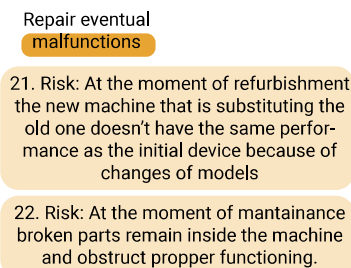 Repair eventual
malfunctions
21. Risk: At the moment of refurbishment
the new machine that is substituting the
old one doesn’t have the same perfor-
mance as the initial device because of
changes of models
22. Risk: At the moment of mantainance
broken parts remain inside the machine
and obstruct propper functioning.